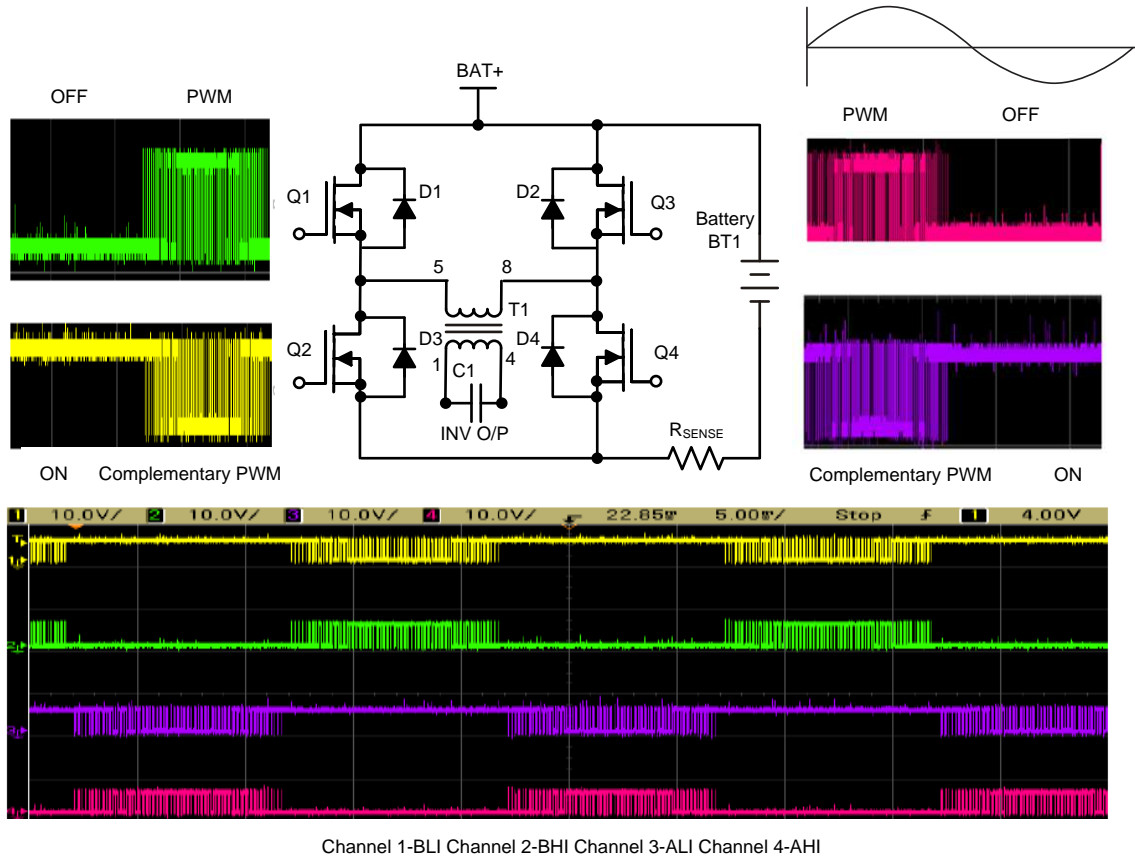 BAT+
OFF PWM
PWM OFF
Q1
D1
D2
Q3
Battery
BT1
5 8
T1
Q2
D3
D4
Q4
1 4
C1
INV O/P
RSENSE
ON Complementary PWM
Complementary PWM ON
1 10.0V/ 2 10.0V/ 3 10.0V/ 4 10.0V/ 22.85m 5.00m/ Stop 1 4.00V
T
Channel 1-BLI Channel 2-BHI Channel 3-ALI Channel 4-AHI